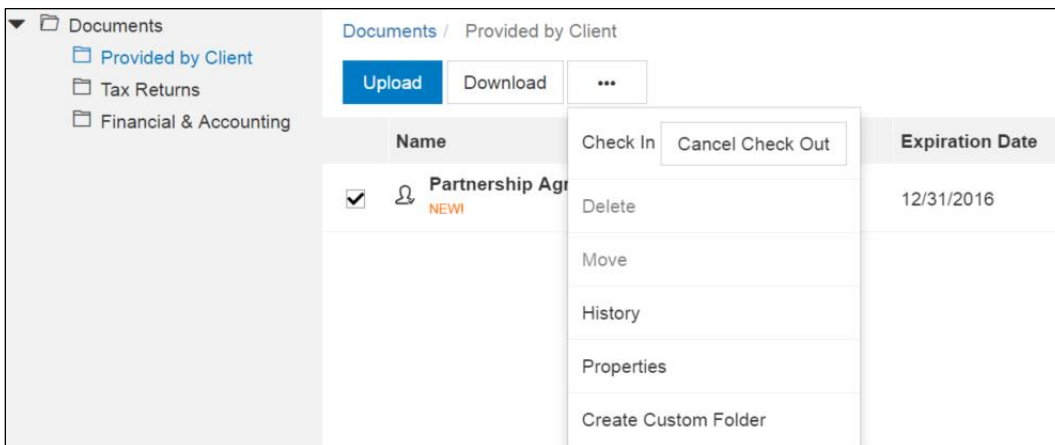 Documents
Provided by Client
Tax Returns
Financial & Accounting
Documents / Provided by Client
Upload Download •••
Name Expiration Date
Partnership Agr 12/31/2016
NEW!
Check In Cancel Check Out
Delete
Move
History
Properties
Create Custom Folder